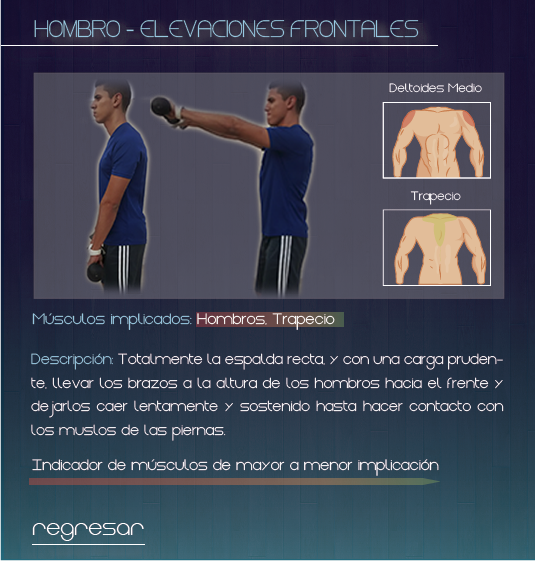 HOMBRO - ELEVACIONES FRONTALES
Deltoides Medio
Trapecio
Músculos implicados: Hombros, Trapecio
Descripción: Totalmente la espalda recta, y con una carga pruden-
te, llevar los brazos a la altura de los hombros hacia el frente y
dejarlos caer lentamente y sostenido hasta hacer contacto con
los muslos de las piernas.
Indicador de músculos de mayor a menor implicación
regresar